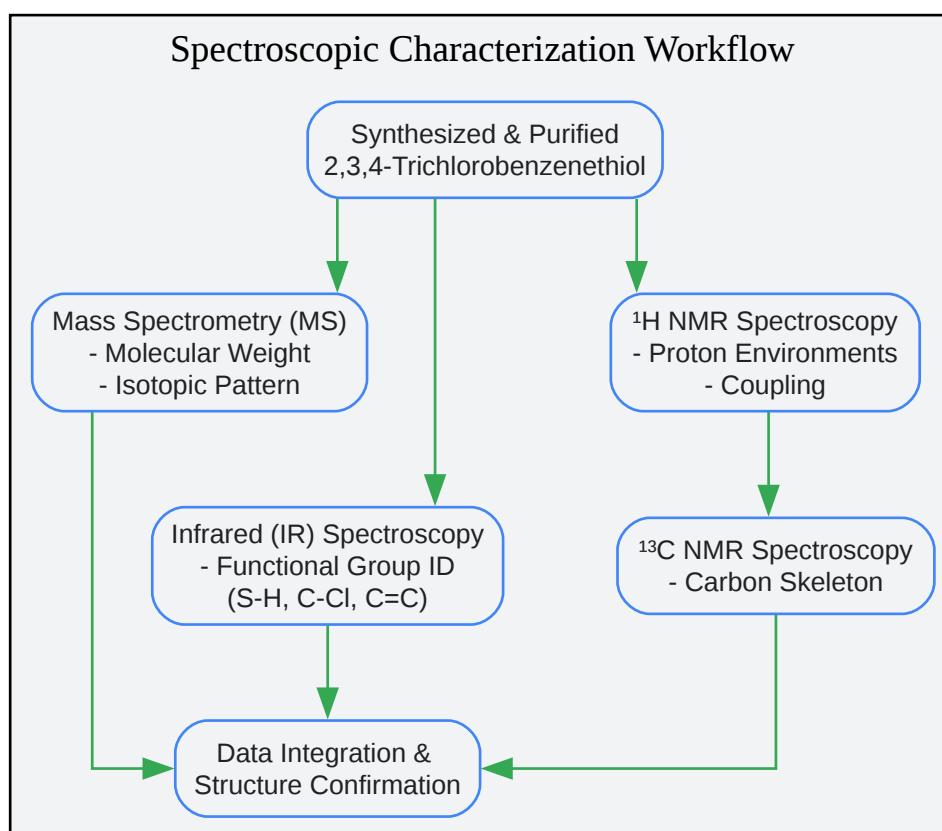 Spectroscopic Characterization Workflow
Synthesized & Purified
2,3,4-Trichlorobenzenethiol
Mass Spectrometry (MS)
- Molecular Weight
- Isotopic Pattern
¹H NMR Spectroscopy
- Proton Environments
- Coupling
Infrared (IR) Spectroscopy
- Functional Group ID
(S-H, C-Cl, C=C)
¹³C NMR Spectroscopy
- Carbon Skeleton
Data Integration &
Structure Confirmation